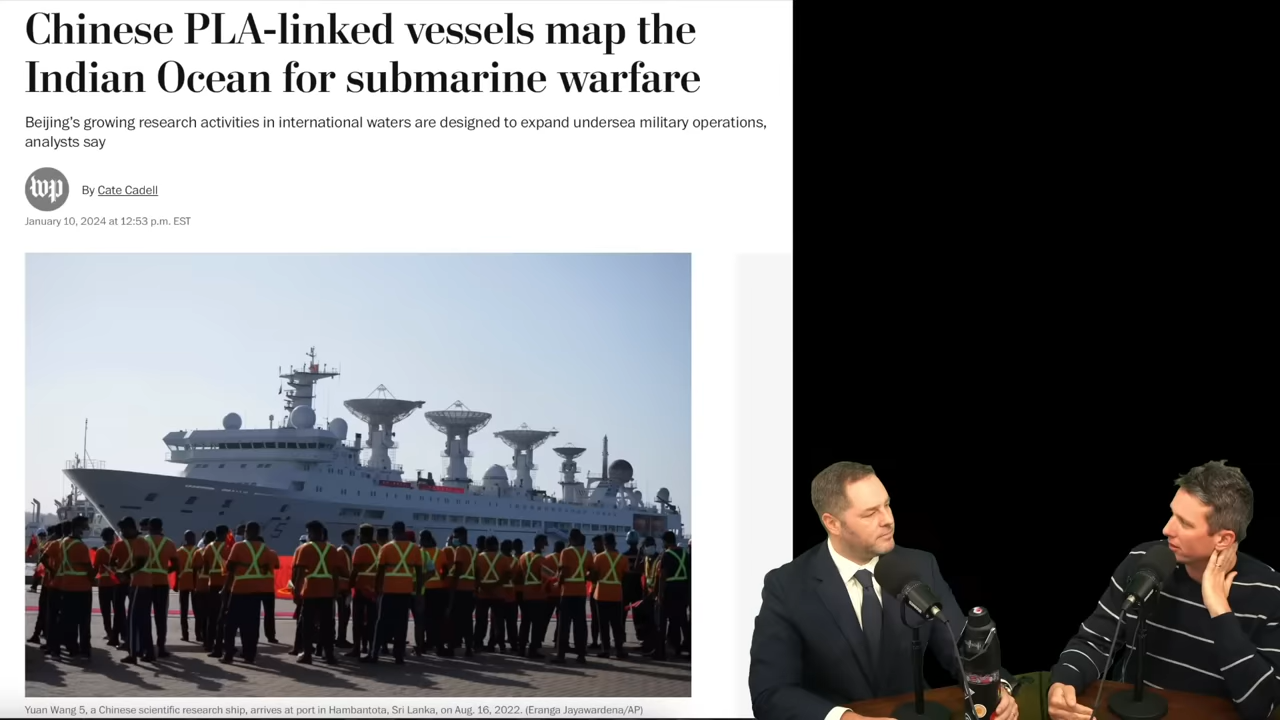 Chinese PLA-linked vessels map the
Indian Ocean for submarine warfare
Beijing's growing research activities in international waters are designed to expand undersea military operations,
analysts say
wp
By Cate Cadell
January 10, 2024 at 12:53 p.m. EST
5
Yuan Wang 5, a Chinese scientific research ship, arrives at port in Hambantota, Sri Lanka, on Aug. 16, 2022. (Eranga Jayawardena/AP)